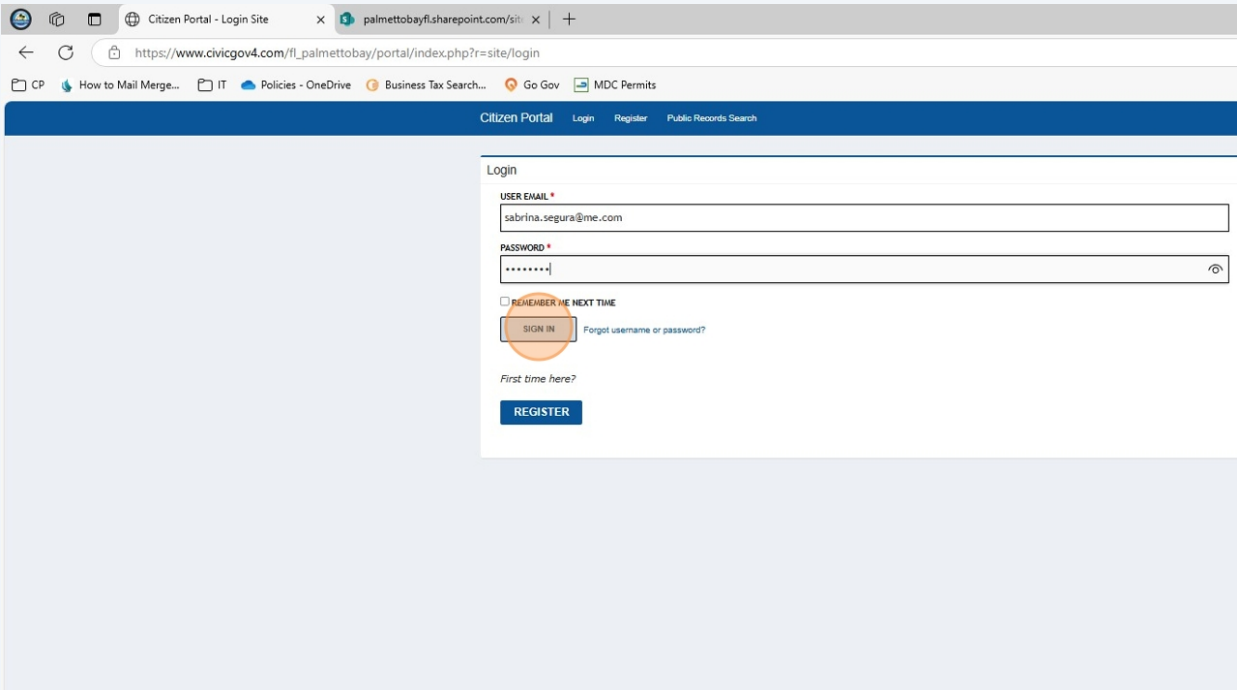 Citizen Portal - Login Site palmettobayfl.sharepoint.com/sit
https://www.civicgov4.com/fl_palmettobay/portal/index.php?r=site/login
CP How to Mail Merge... IT Policies - OneDrive Business Tax Search... Go Gov MDC Permits
Citizen Portal Login Register Public Records Search
Login
USER EMAIL *
sabrina.segura@me.com
PASSWORD *
••••••••
REMEMBER ME NEXT TIME
SIGN IN Forgot username or password?
First time here?
REGISTER